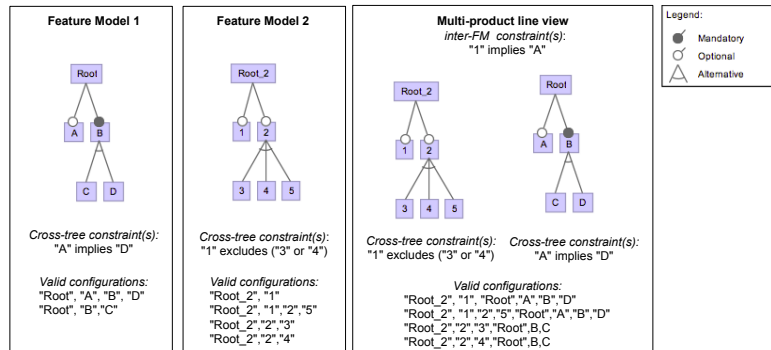 Feature Model 1
Root
A
B
C
D
Cross-tree constraint(s):
"A" implies "D"
Valid configurations:
"Root", "A", "B", "D"
"Root", "B","C"
Feature Model 2
Root_2
1
2
3
4
5
Cross-tree constraint(s):
"1" excludes ("3" or "4")
Valid configurations:
"Root_2", "1"
"Root_2", "1","2","5"
"Root_2","2","3"
"Root_2","2","4"
Multi-product line view
inter-FM constraint(s):
"1" implies "A"
Root_2
1
2
3
4
5
Cross-tree constraint(s):
"1" excludes ("3" or "4")
Root
A
B
C
D
Cross-tree constraint(s):
"A" implies "D"
Valid configurations:
"Root_2", "1", "Root","A","B","D"
"Root_2", "1","2","5","Root","A","B","D"
"Root_2","2","3","Root",B,C
"Root_2","2","4","Root",B,C
Legend:
Mandatory
Optional
Alternative